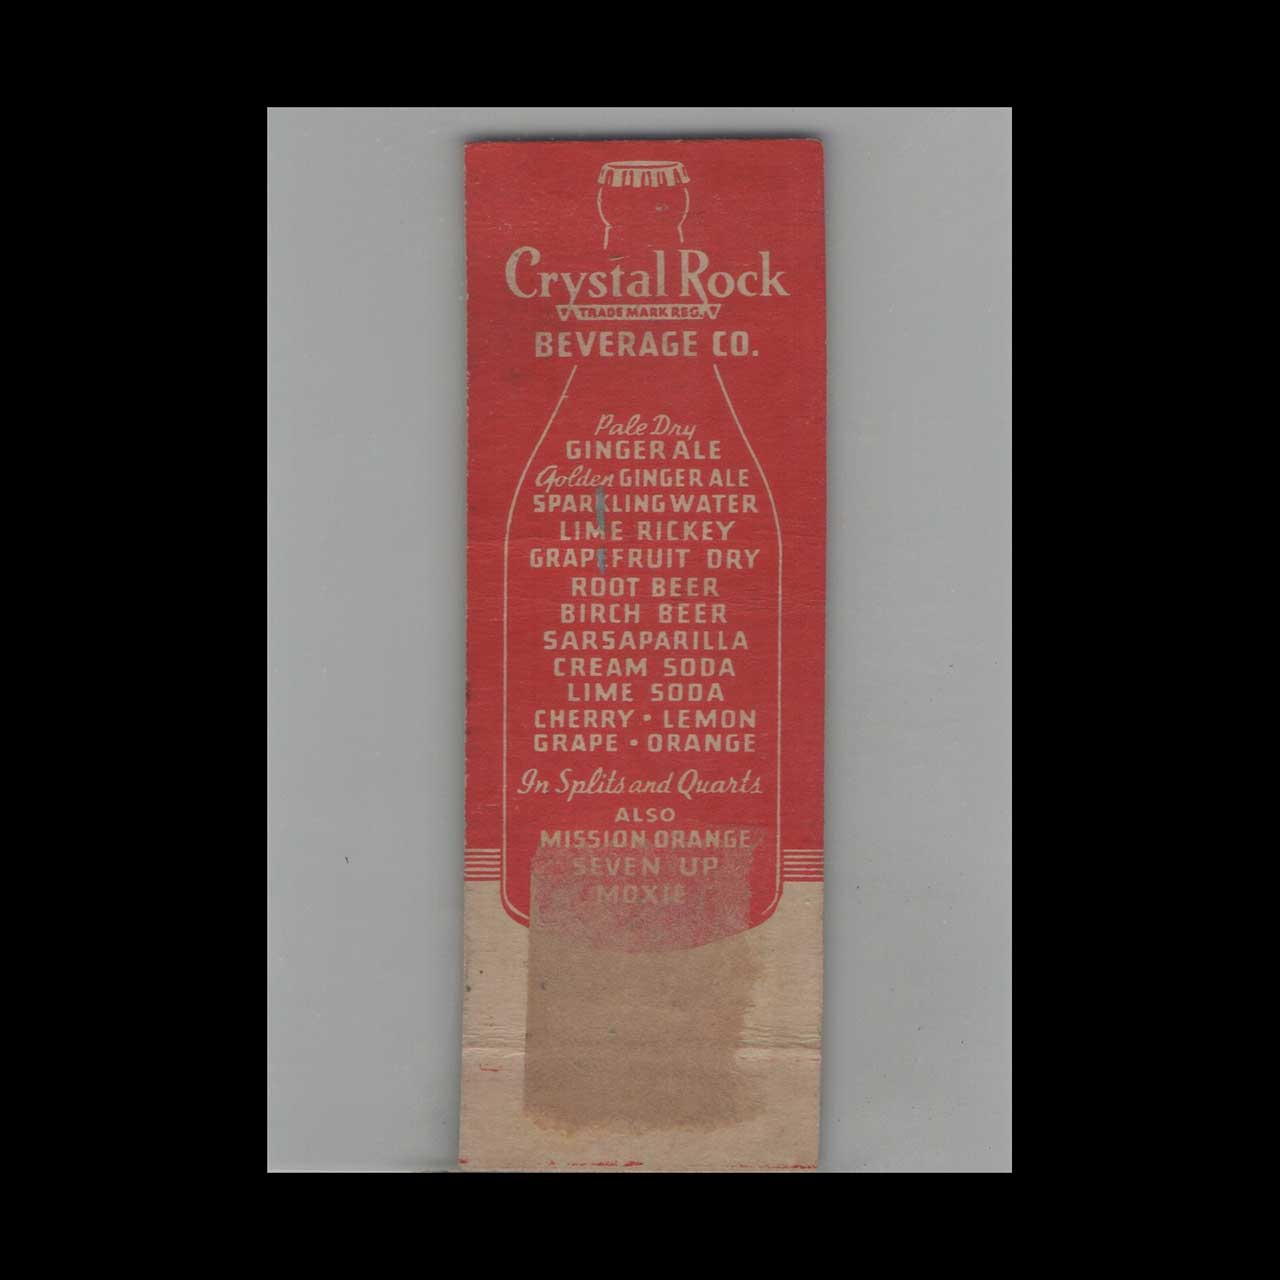 Crystal Rock
TRADE MARK REG.
BEVERAGE CO.
Pale Dry
GINGER ALE
Golden GINGER ALE
SPARKLING WATER
LIME RICKEY
GRAPEFRUIT DRY
ROOT BEER
BIRCH BEER
SARSAPARILLA
CREAM SODA
LIME SODA
CHERRY • LEMON
GRAPE • ORANGE
In Splits and Quarts
ALSO
MISSION ORANGE
SEVEN UP
MOXIE